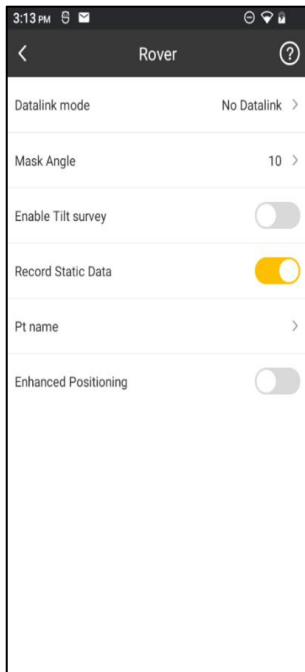 3:13 PM
Rover
Datalink mode No Datalink
Mask Angle 10
Enable Tilt survey
Record Static Data
Pt name
Enhanced Positioning